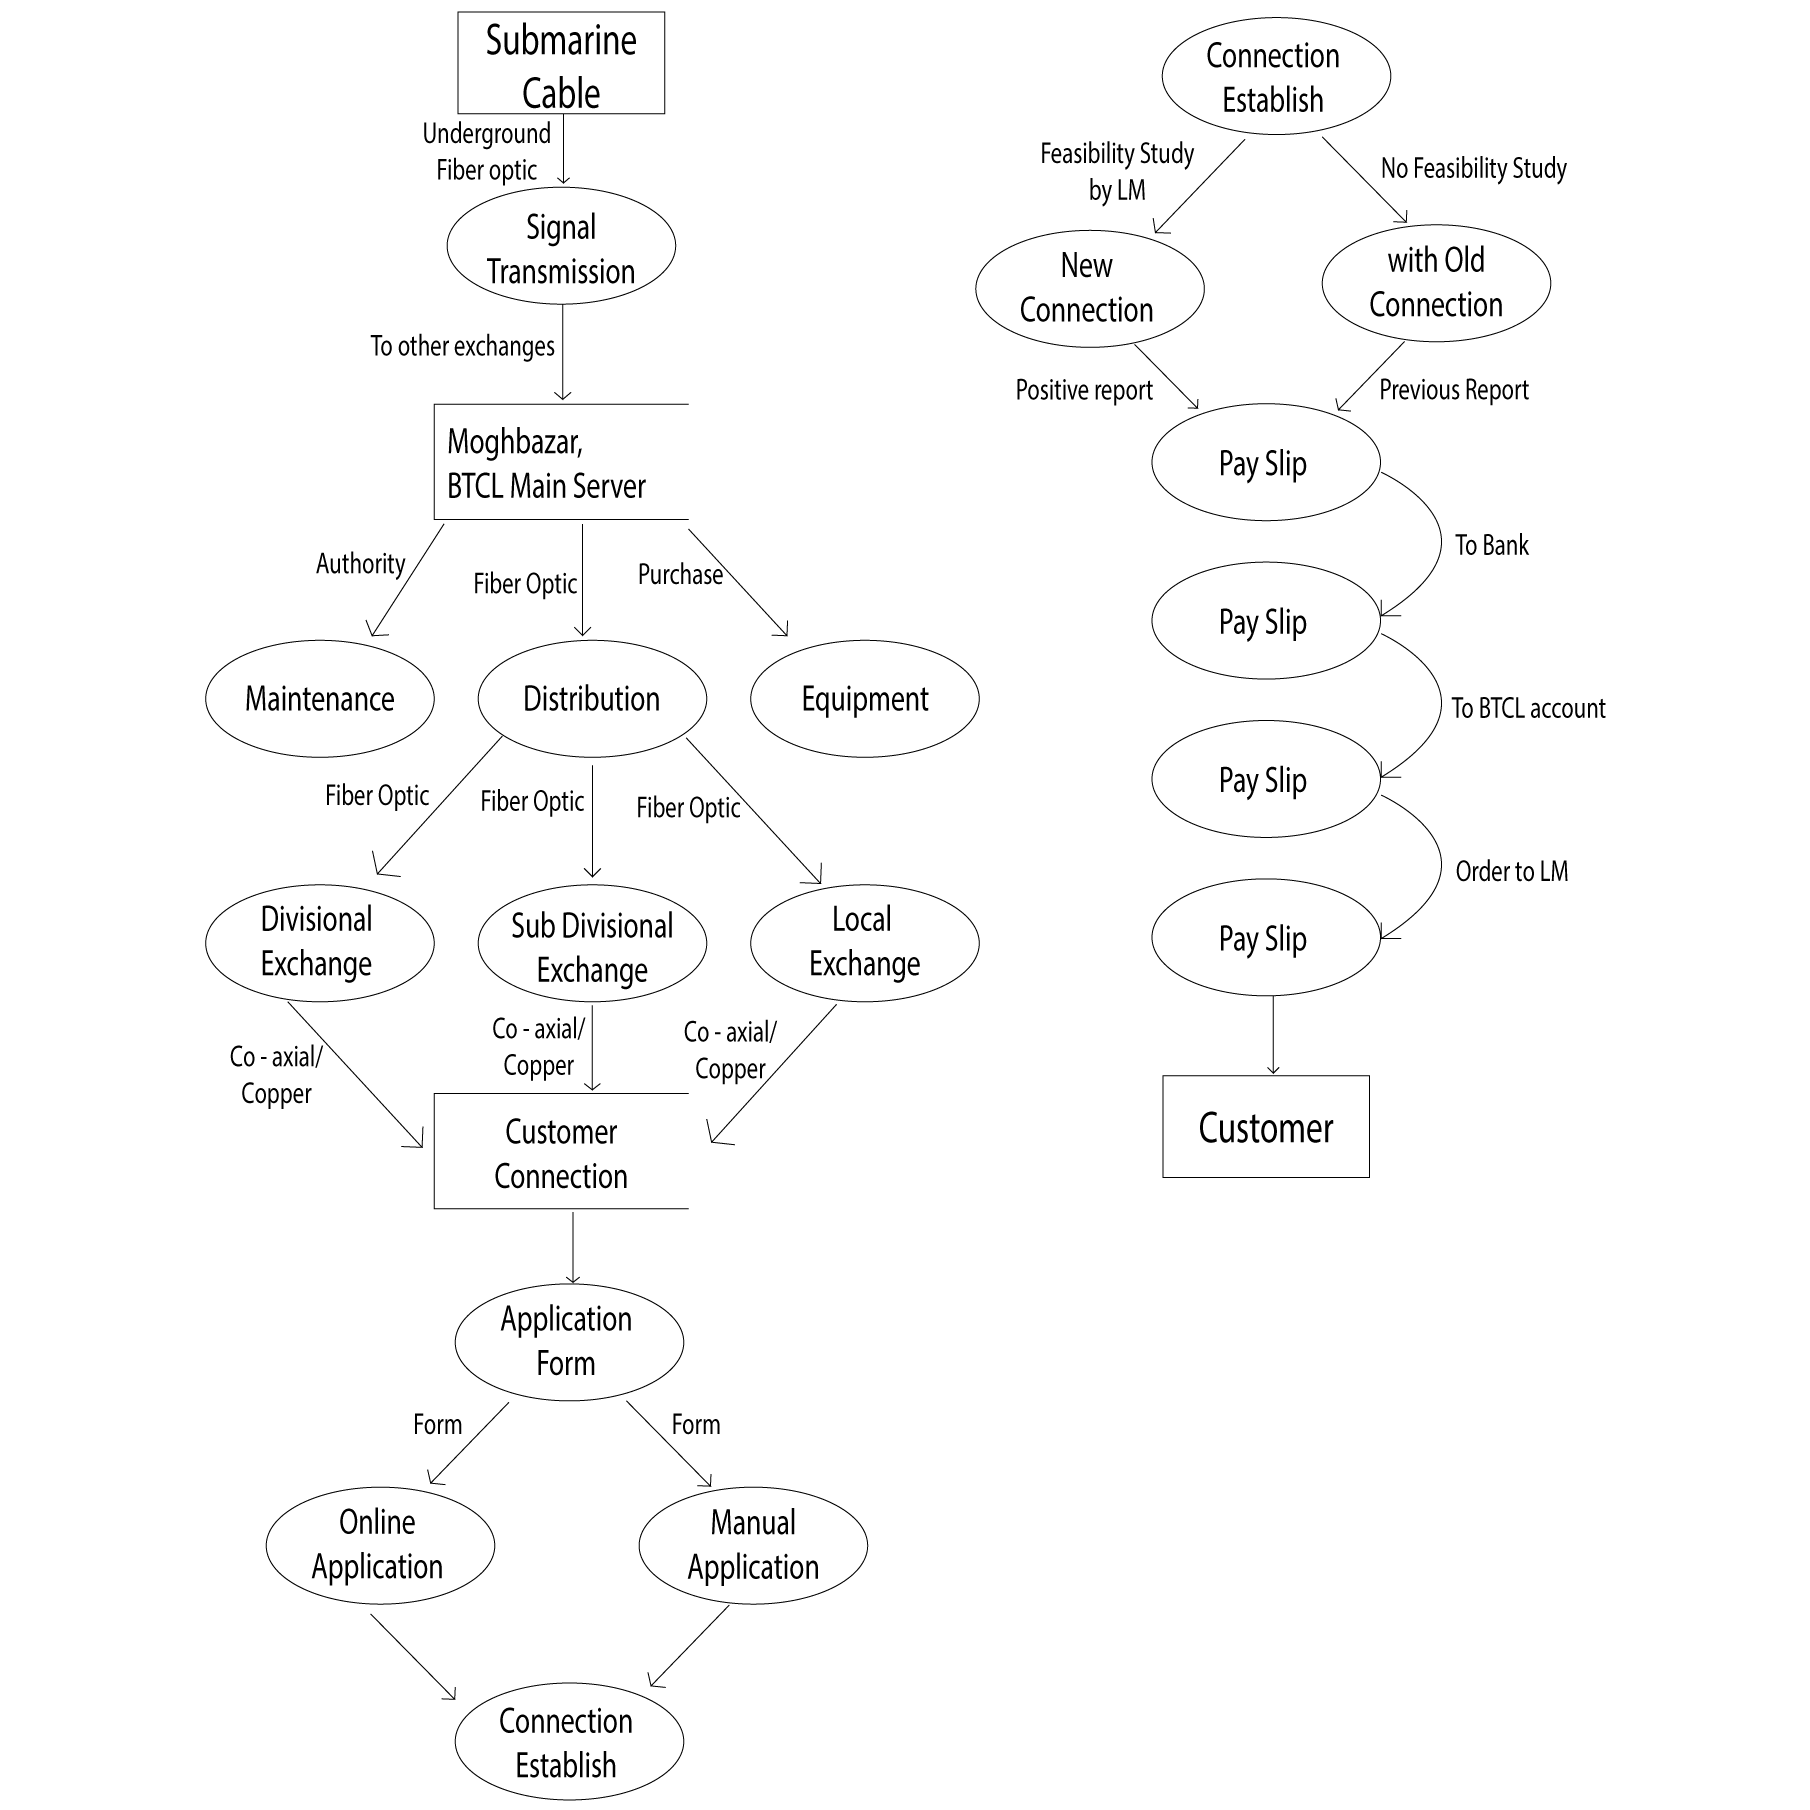 Submarine
Cable
Underground
Fiber optic
Signal
Transmission
To other exchanges
Moghbazar,
BTCL Main Server
Authority
Fiber Optic
Purchase
Maintenance
Distribution
Equipment
Fiber Optic
Fiber Optic
Fiber Optic
Divisional
Exchange
Sub Divisional
Exchange
Local
Exchange
Co - axial/
Copper
Co - axial/
Copper
Co - axial/
Copper
Customer
Connection
Application
Form
Form
Form
Online
Application
Manual
Application
Connection
Establish
Connection
Establish
Feasibility Study
by LM
No Feasibility Study
New
Connection
with Old
Connection
Positive report
Previous Report
Pay Slip
To Bank
Pay Slip
To BTCL account
Pay Slip
Order to LM
Pay Slip
Customer